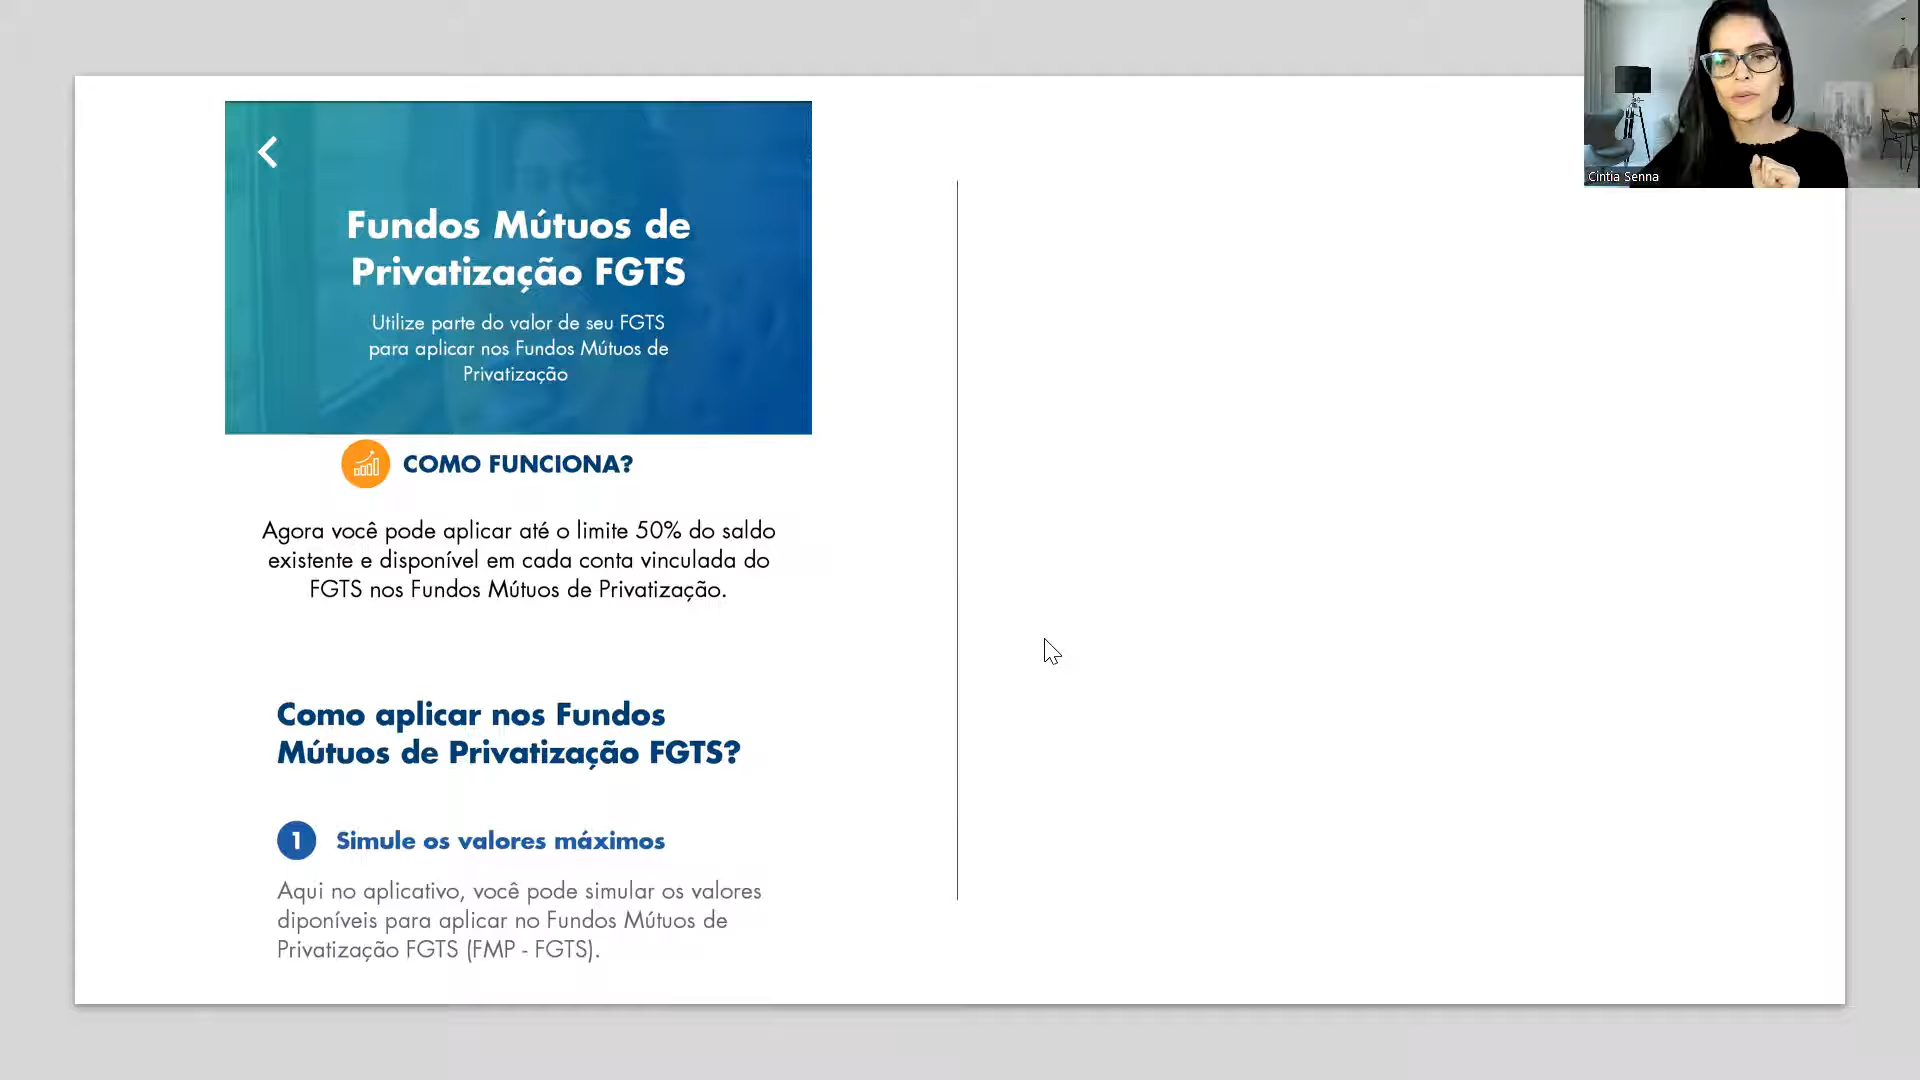 Fundos Mútuos de
Privatização FGTS
Utilize parte do valor de seu FGTS
para aplicar nos Fundos Mútuos de
Privatização
COMO FUNCIONA?
Agora você pode aplicar até o limite 50% do saldo
existente e disponível em cada conta vinculada do
FGTS nos Fundos Mútuos de Privatização.
Como aplicar nos Fundos
Mútuos de Privatização FGTS?
1 Simule os valores máximos
Aqui no aplicativo, você pode simular os valores
diponíveis para aplicar no Fundos Mútuos de
Privatização FGTS (FMP - FGTS).
Cintia Senna